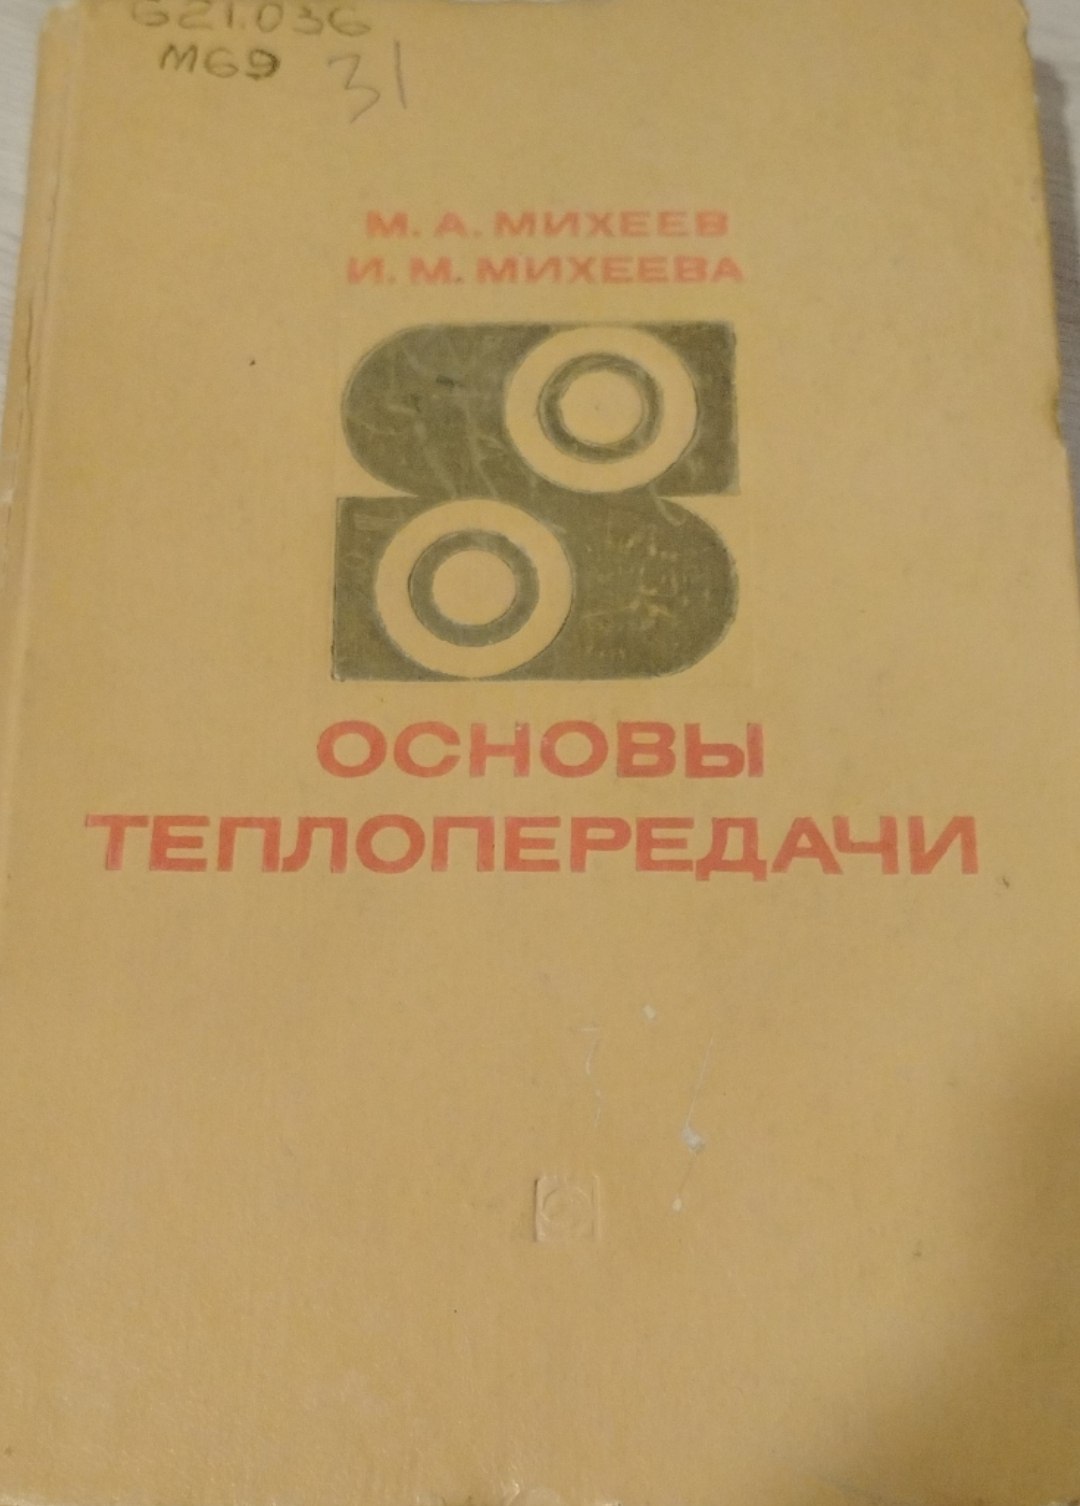 621.036
М69 31
М. А. МИХЕЕВ
И. М. МИХЕЕВА
ОСНОВЫ
ТЕПЛОПЕРЕДАЧИ